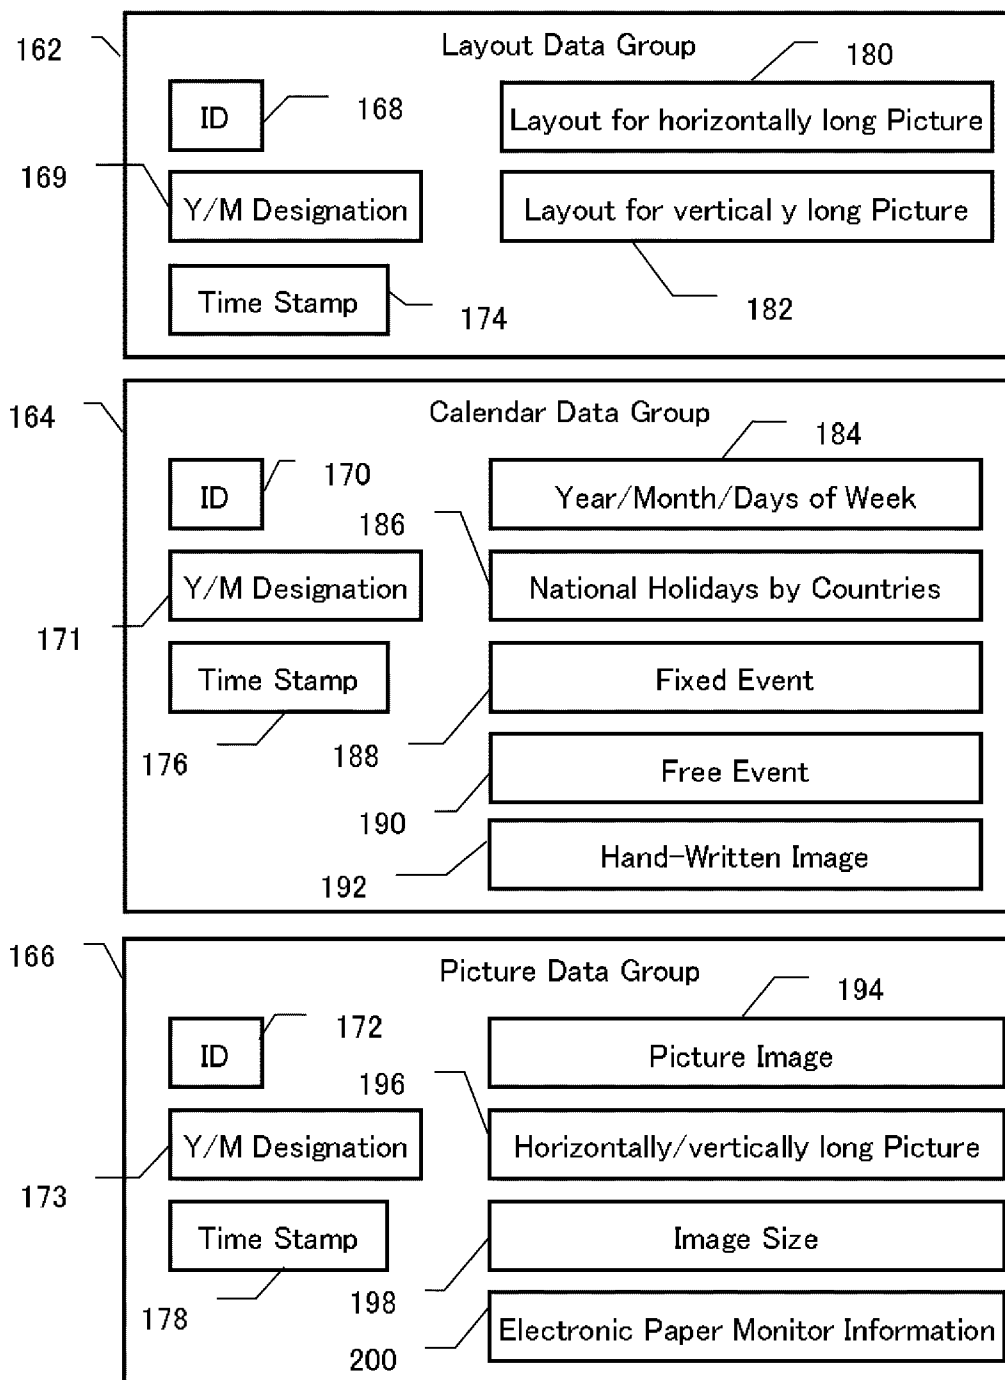 162
Layout Data Group
180
ID
168
Layout for horizontally long Picture
169
Y/M Designation
Layout for vertical y long Picture
Time Stamp
174
182
164
Calendar Data Group
184
ID
170
Year/Month/Days of Week
186
Y/M Designation
National Holidays by Countries
171
Time Stamp
Fixed Event
176
188
Free Event
190
Hand-Written Image
192
166
Picture Data Group
194
ID
172
Picture Image
196
Y/M Designation
Horizontally/vertically long Picture
173
Time Stamp
Image Size
178
198
Electronic Paper Monitor Information
200